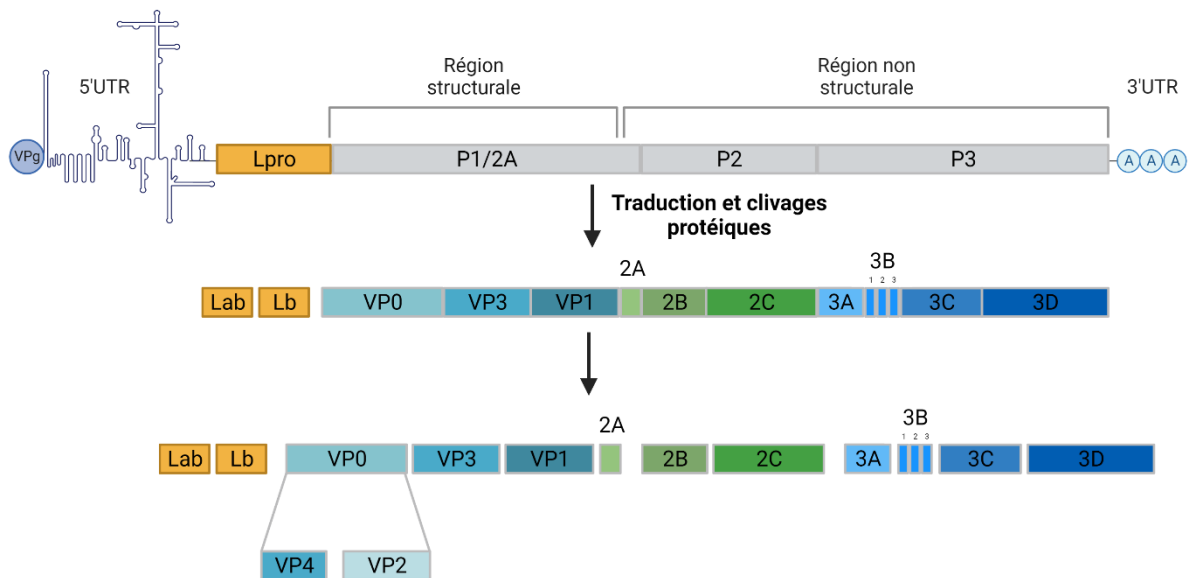 5'UTR
Région
structurale
Région non
structurale
3'UTR
VPg
Lpro
P1/2A
P2
P3
A A A
Traduction et clivages
protéiques
2A
3B
1 2 3
Lab Lb VP0 VP3 VP1 2B 2C 3A 3C 3D
2A
3B
1 2 3
Lab Lb VP0 VP3 VP1 2B 2C 3A 3C 3D
VP4 VP2